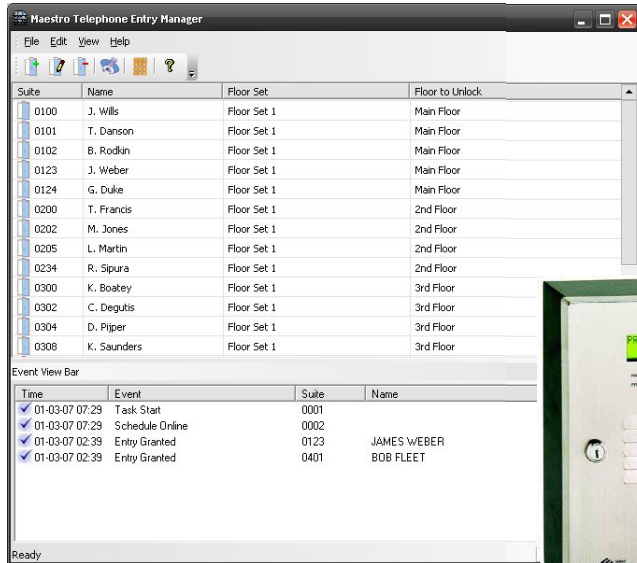 Maestro Telephone Entry Manager
File Edit View Help
Suite Name Floor Set Floor to Unlock
0100 J. Wills Floor Set 1 Main Floor
0101 T. Danson Floor Set 1 Main Floor
0102 B. Rodkin Floor Set 1 Main Floor
0123 J. Weber Floor Set 1 Main Floor
0124 G. Duke Floor Set 1 Main Floor
0200 T. Francis Floor Set 1 2nd Floor
0202 M. Jones Floor Set 1 2nd Floor
0205 L. Martin Floor Set 1 2nd Floor
0234 R. Sipura Floor Set 1 2nd Floor
0300 K. Boatey Floor Set 1 3rd Floor
0302 C. Degutis Floor Set 1 3rd Floor
0304 D. Pijper Floor Set 1 3rd Floor
0308 K. Saunders Floor Set 1 3rd Floor
Event View Bar
Time Event Suite Name
01-03-07 07:29 Task Start 0001
01-03-07 07:29 Schedule Online 0002
01-03-07 02:39 Entry Granted 0123 JAMES WEBER
01-03-07 02:39 Entry Granted 0401 BOB FLEET
Ready